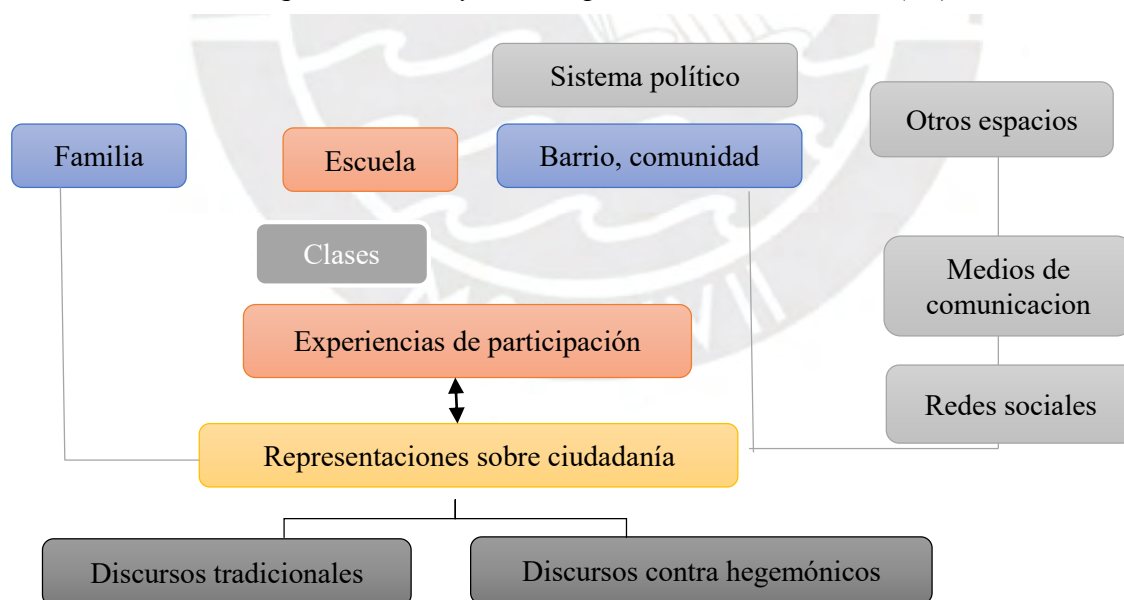 Sistema político
Otros espacios
Familia
Escuela
Barrio, comunidad
Clases
Medios de
comunicacion
Experiencias de participación
Redes sociales
Representaciones sobre ciudadanía
Discursos tradicionales
Discursos contra hegemónicos